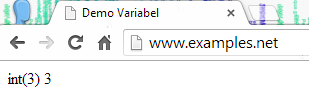 Demo Variabel
www.examples.net
int(3) 3